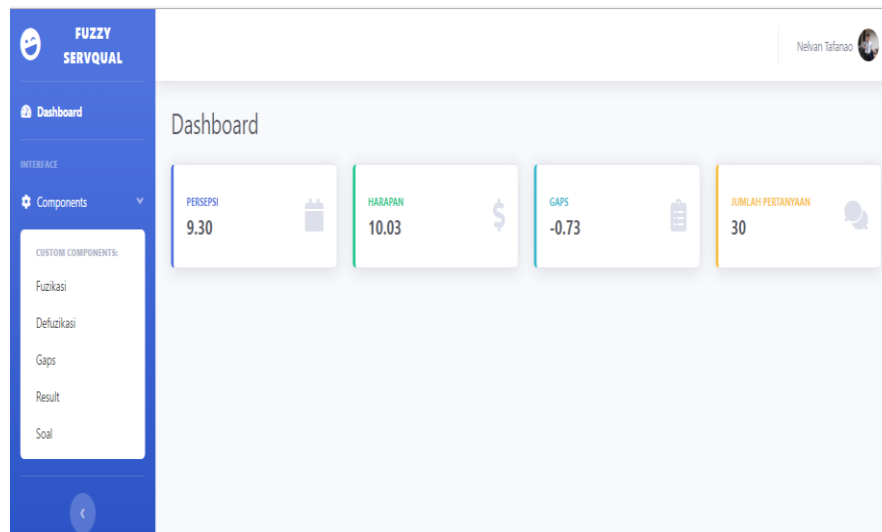 FUZZY
SERVQUAL
Dashboard
INTERFACE
Components
CUSTOM COMPONENTS:
Fuzikasi
Defuzikasi
Gaps
Result
Soal
Nelvan Tafanao
Dashboard
PERSEPSI
9.30
HARAPAN
10.03
GAPS
-0.73
JUMLAH PERTANYAAN
30